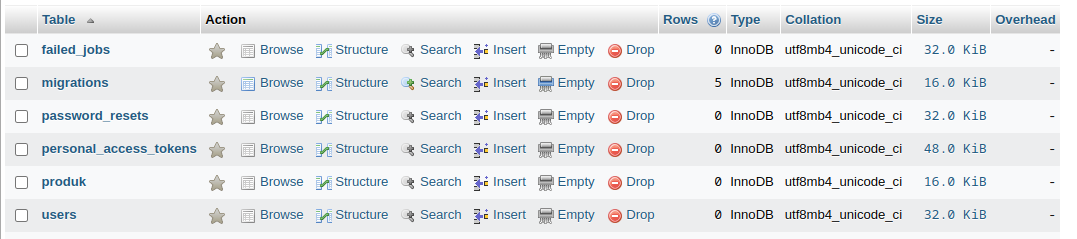 Table Action Rows Type Collation Size Overhead
failed_jobs Browse Structure Search Insert Empty Drop 0 InnoDB utf8mb4_unicode_ci 32.0 KiB -
migrations Browse Structure Search Insert Empty Drop 5 InnoDB utf8mb4_unicode_ci 16.0 KiB -
password_resets Browse Structure Search Insert Empty Drop 0 InnoDB utf8mb4_unicode_ci 32.0 KiB -
personal_access_tokens Browse Structure Search Insert Empty Drop 0 InnoDB utf8mb4_unicode_ci 48.0 KiB -
produk Browse Structure Search Insert Empty Drop 0 InnoDB utf8mb4_unicode_ci 16.0 KiB -
users Browse Structure Search Insert Empty Drop 0 InnoDB utf8mb4_unicode_ci 32.0 KiB -